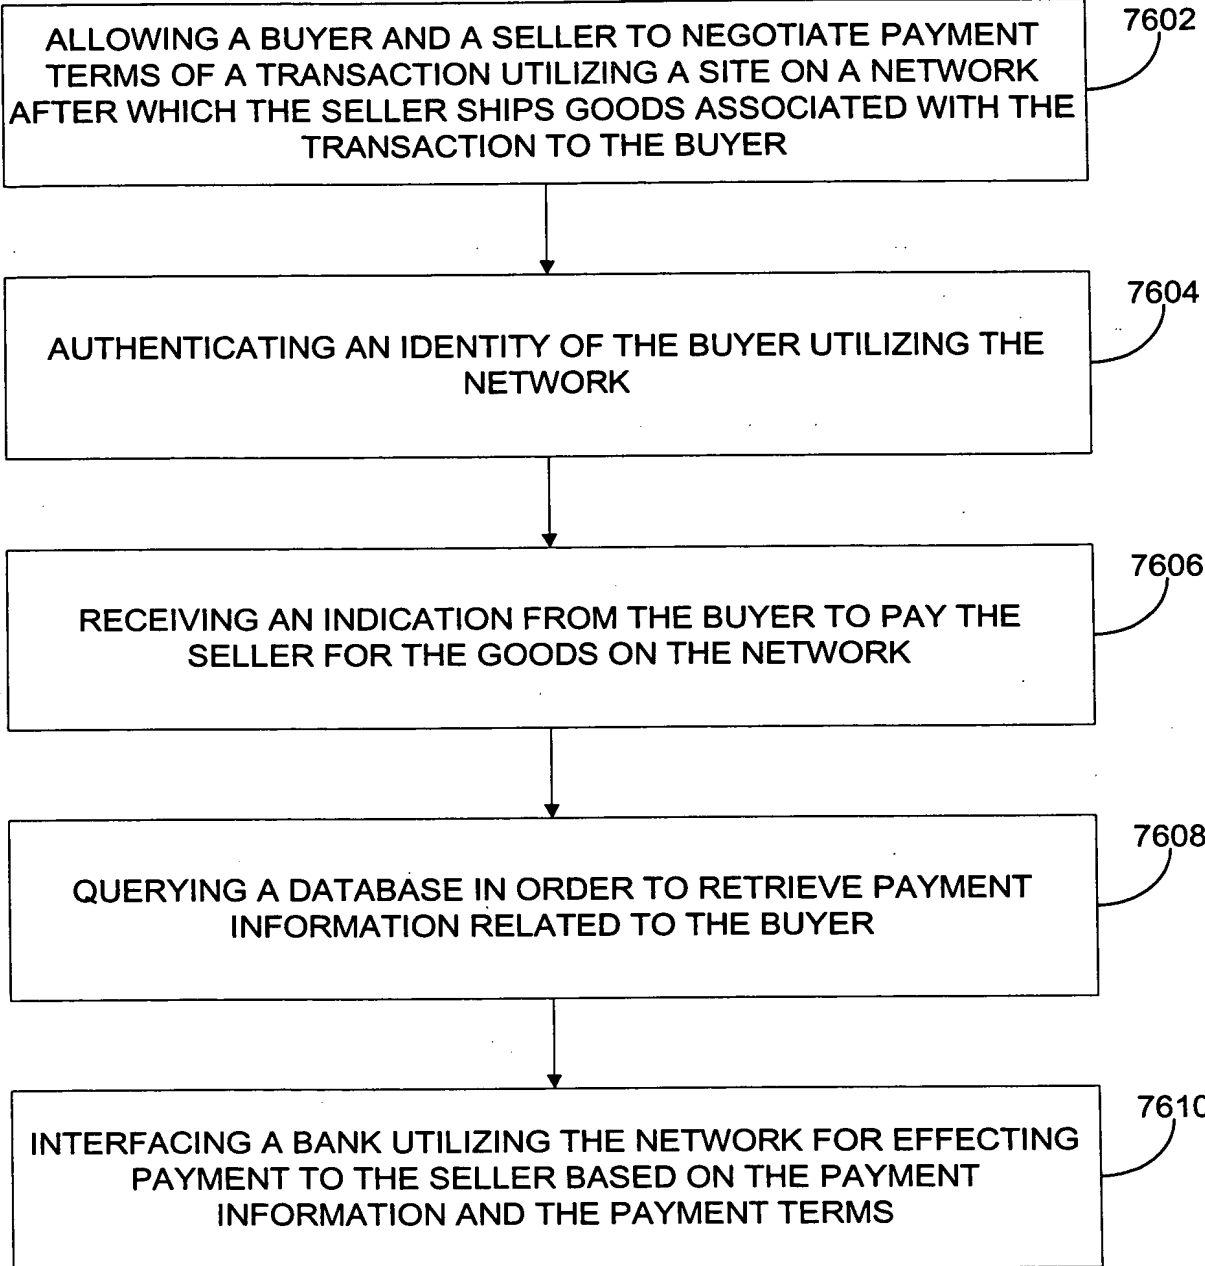 ALLOWING A BUYER AND A SELLER TO NEGOTIATE PAYMENT
TERMS OF A TRANSACTION UTILIZING A SITE ON A NETWORK
AFTER WHICH THE SELLER SHIPS GOODS ASSOCIATED WITH THE
TRANSACTION TO THE BUYER
7602
AUTHENTICATING AN IDENTITY OF THE BUYER UTILIZING THE
NETWORK
7604
RECEIVING AN INDICATION FROM THE BUYER TO PAY THE
SELLER FOR THE GOODS ON THE NETWORK
7606
QUERYING A DATABASE IN ORDER TO RETRIEVE PAYMENT
INFORMATION RELATED TO THE BUYER
7608
INTERFACING A BANK UTILIZING THE NETWORK FOR EFFECTING
PAYMENT TO THE SELLER BASED ON THE PAYMENT
INFORMATION AND THE PAYMENT TERMS
7610